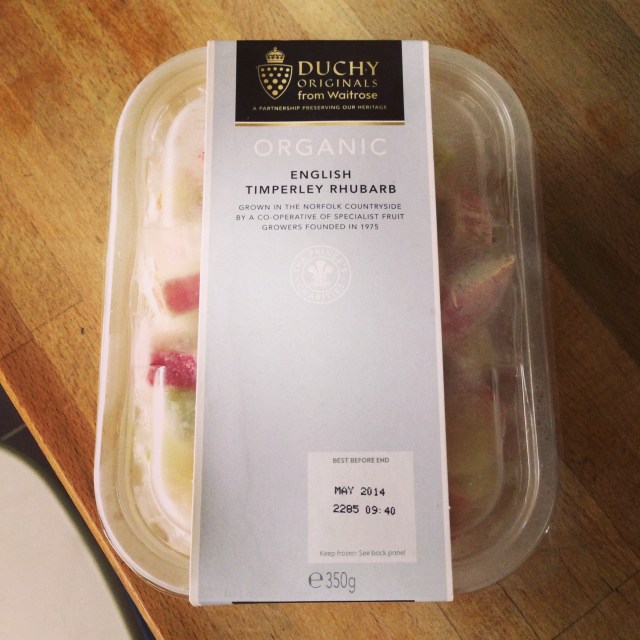 DUCHY
ORIGINALS
from Waitrose
A PARTNERSHIP PRESERVING OUR HERITAGE
ORGANIC
ENGLISH
TIMPERLEY RHUBARB
GROWN IN THE NORFOLK COUNTRYSIDE
BY A CO-OPERATIVE OF SPECIALIST FRUIT
GROWERS FOUNDED IN 1975
BEST BEFORE END
MAY 2014
2285 09:40
Keep frozen See back panel
℮350g